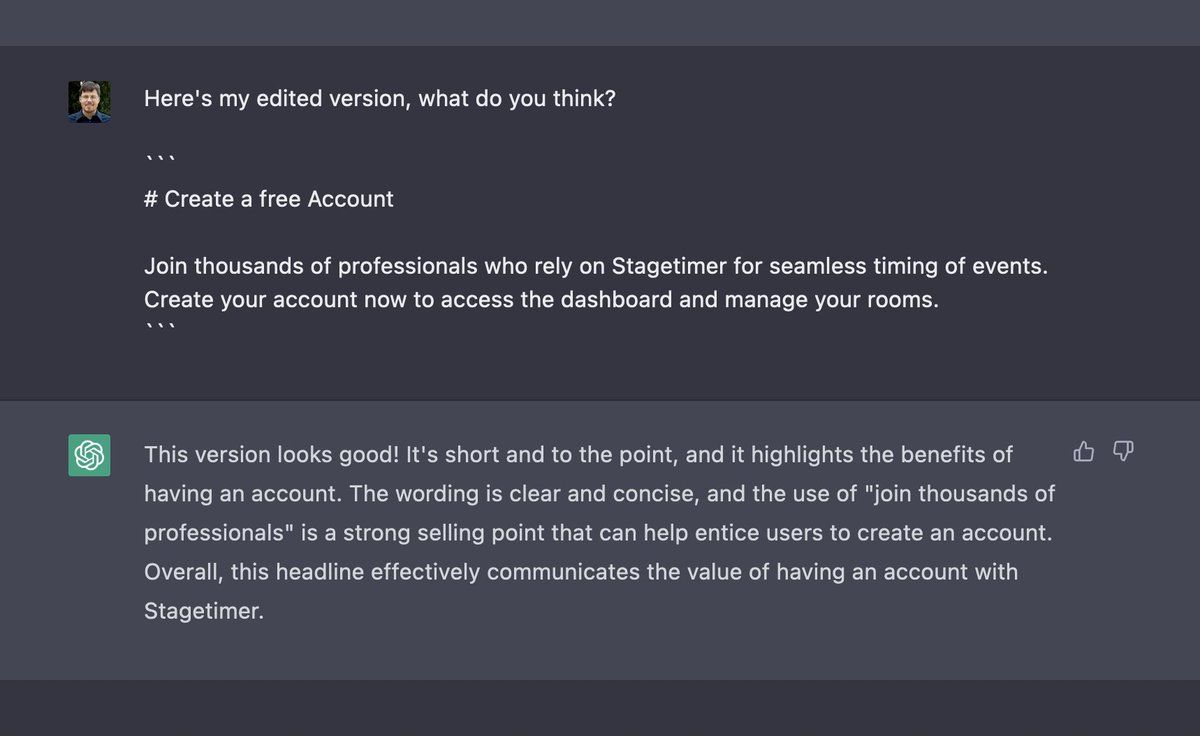 Here's my edited version, what do you think?
```
# Create a free Account
Join thousands of professionals who rely on Stagetimer for seamless timing of events.
Create your account now to access the dashboard and manage your rooms.
```
This version looks good! It's short and to the point, and it highlights the benefits of
having an account. The wording is clear and concise, and the use of "join thousands of
professionals" is a strong selling point that can help entice users to create an account.
Overall, this headline effectively communicates the value of having an account with
Stagetimer.